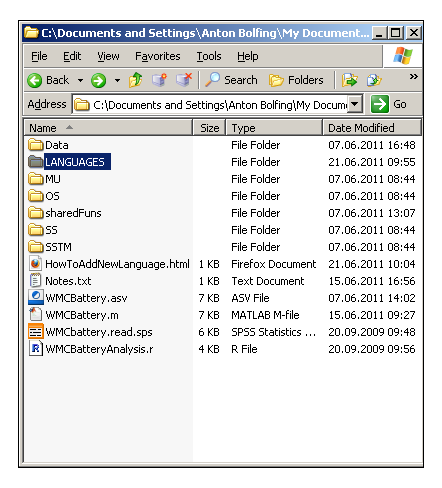 C:\Documents and Settings\Anton Bolfing\My Document...
File Edit View Favorites Tools Help
Back Search Folders »
Address C:\Documents and Settings\Anton Bolfing\My Docume Go
Name Size Type Date Modified
Data File Folder 07.06.2011 16:48
LANGUAGES File Folder 21.06.2011 09:55
MU File Folder 07.06.2011 08:44
OS File Folder 07.06.2011 08:44
sharedFuns File Folder 07.06.2011 13:07
SS File Folder 07.06.2011 08:44
SSTM File Folder 07.06.2011 08:44
HowToAddNewLanguage.html 1 KB Firefox Document 21.06.2011 10:04
Notes.txt 1 KB Text Document 15.06.2011 16:56
WMCBattery.asv 7 KB ASV File 07.06.2011 14:02
WMCBattery.m 7 KB MATLAB M-file 15.06.2011 09:27
WMCBattery.read.sps 6 KB SPSS Statistics ... 20.09.2009 09:48
WMCBatteryAnalysis.r 4 KB R File 20.09.2009 09:56